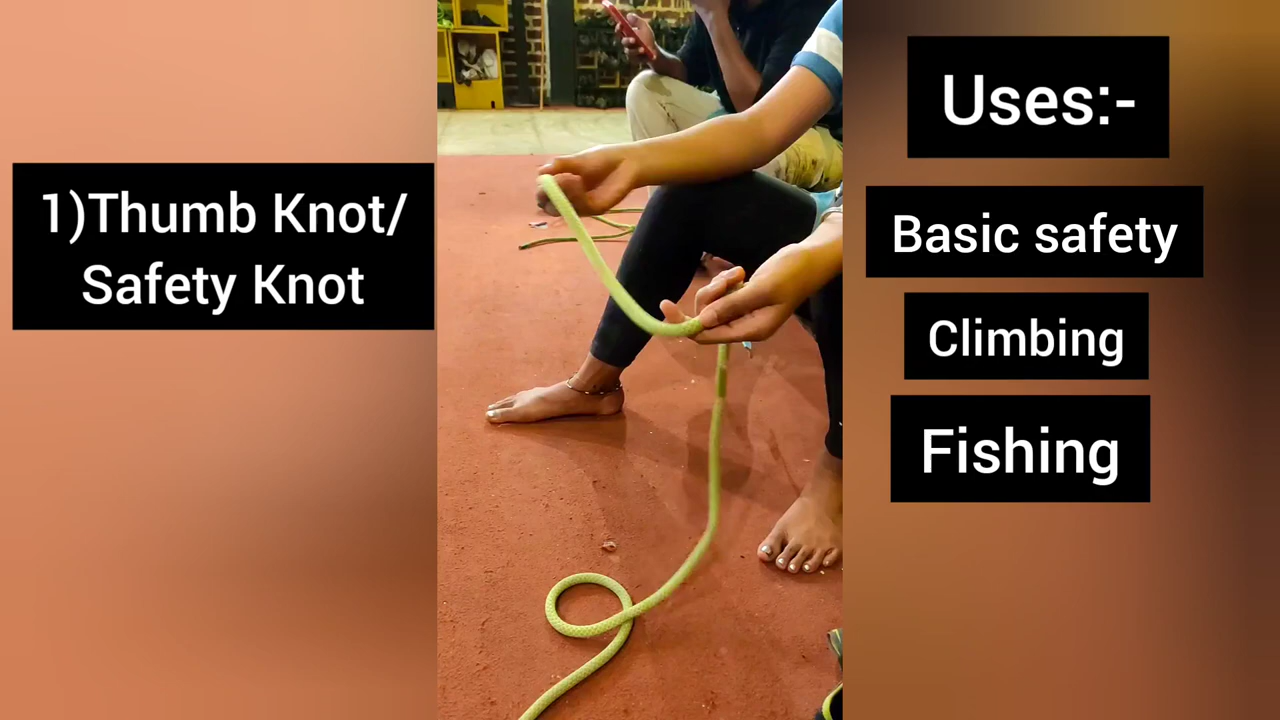 1)Thumb Knot/
Safety Knot
Uses:-
Basic safety
Climbing
Fishing